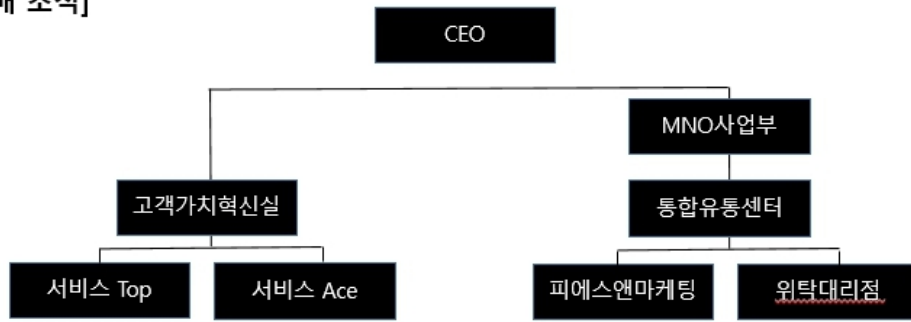 조직]
CEO
MNO사업부
고객가치혁신실
통합유통센터
서비스 Top
서비스 Ace
피에스앤마케팅
위탁대리점